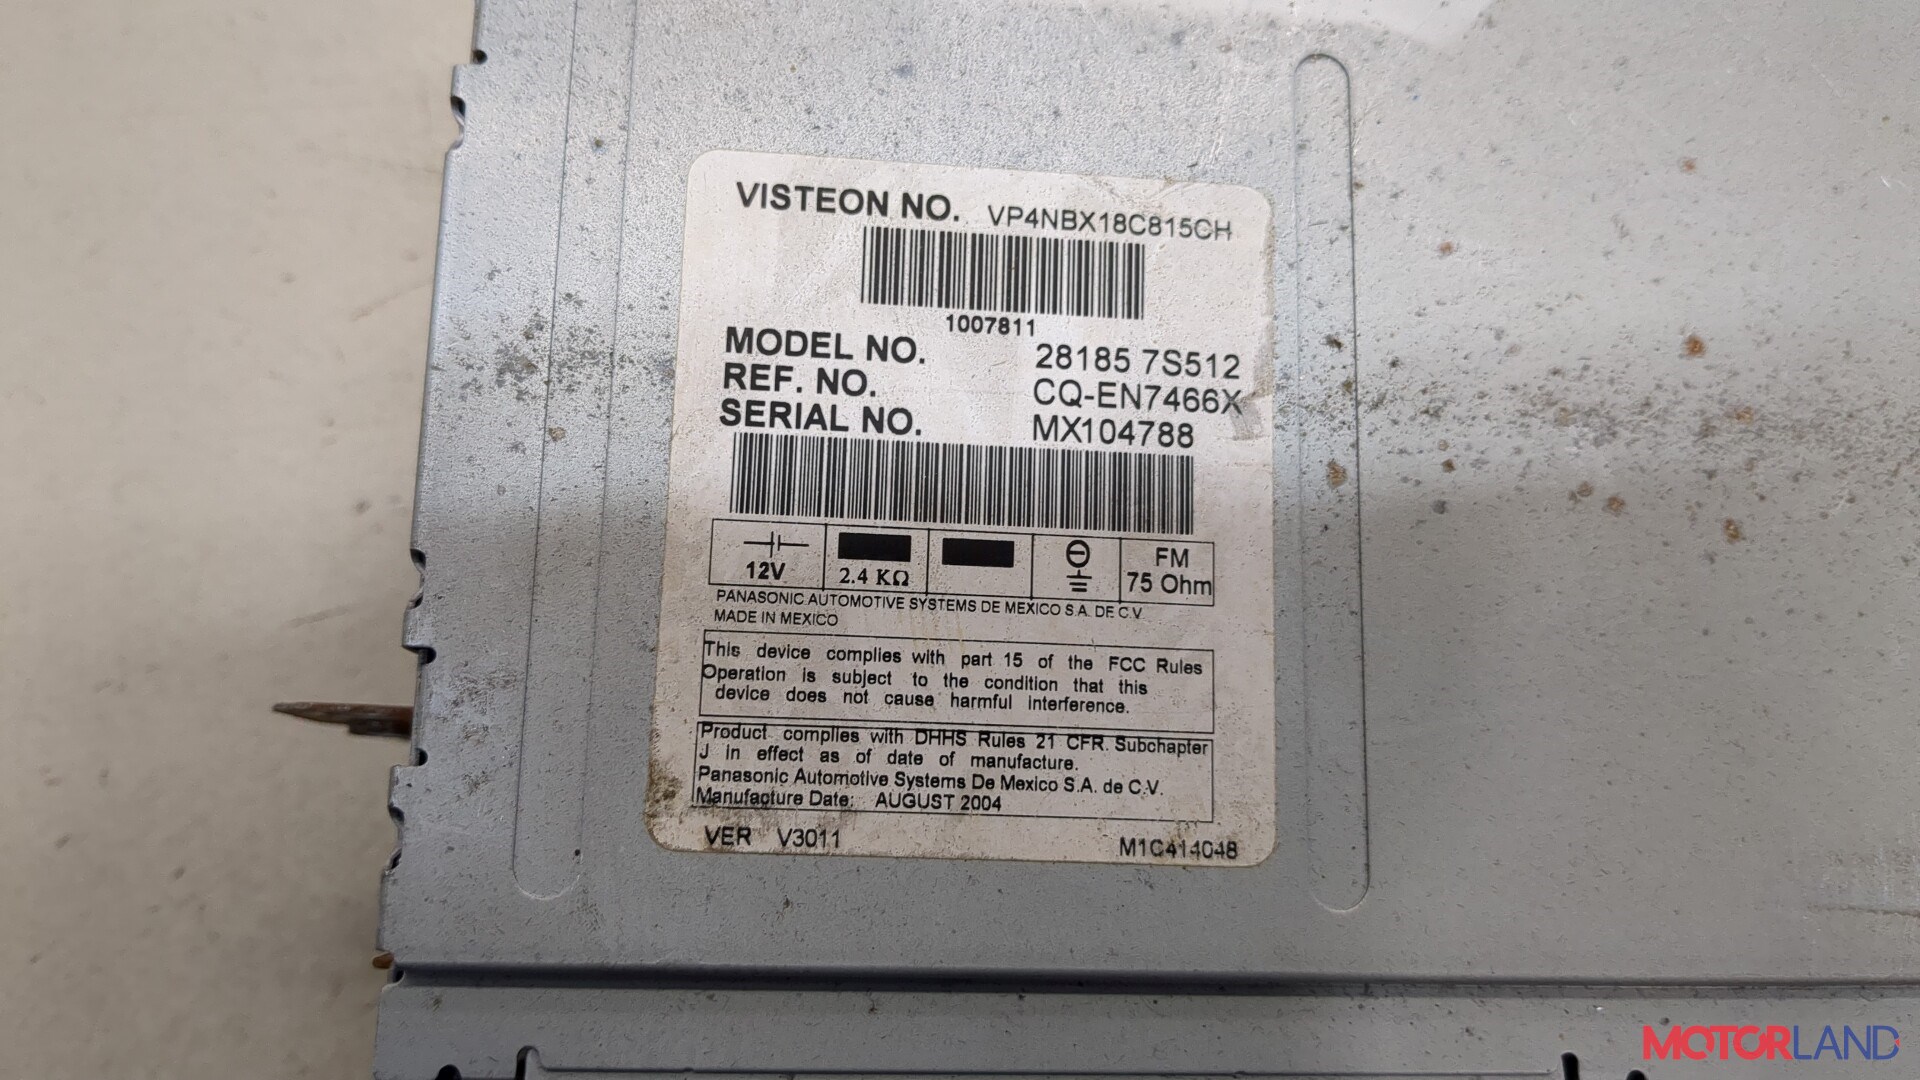 VISTEON NO. VP4NBX18C815CH
1007811
MODEL NO. 28185 7S512
REF. NO. CQ-EN7466X
SERIAL NO. MX104788
12V 2.4 KΩ FM
75 Ohm
PANASONIC AUTOMOTIVE SYSTEMS DE MEXICO S.A. DE C.V
MADE IN MEXICO
This device complies with part 15 of the FCC Rules
Operation is subject to the condition that this
device does not cause harmful interference.
Product complies with DHHS Rules 21 CFR. Subchapter
J in effect as of date of manufacture.
Panasonic Automotive Systems De Mexico S.A. de C.V.
Manufacture Date: AUGUST 2004
VER V3011 M1C414048
MOTORLAND